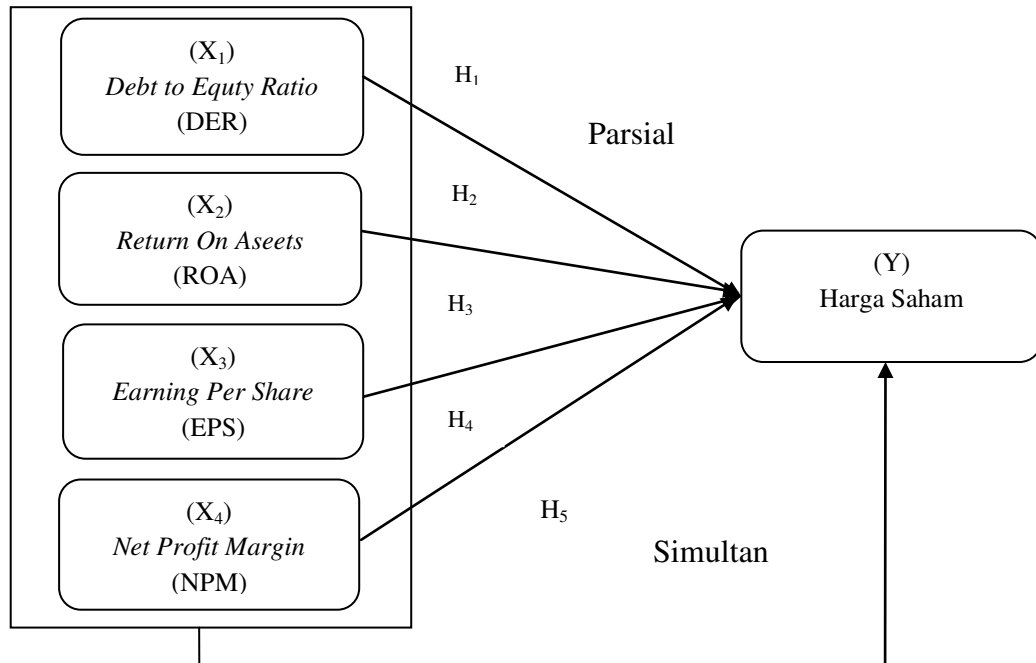 (X₁)
Debt to Equty Ratio
(DER)
H₁
Parsial
(X₂)
Return On Aseets
(ROA)
H₂
(Y)
Harga Saham
H₃
(X₃)
Earning Per Share
(EPS)
H₄
(X₄)
Net Profit Margin
(NPM)
H₅
Simultan